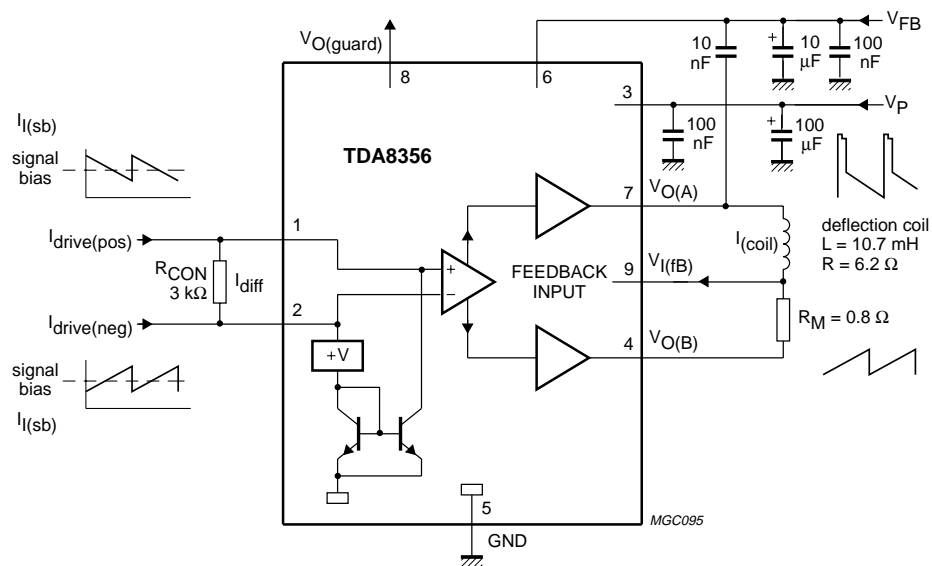 V_O(guard)
8
6
V_FB
10 nF
+ 10 μF
100 nF
3
V_P
100 nF
+ 100 μF
I_I(sb)
signal bias
TDA8356
7
V_O(A)
I_(coil)
deflection coil
L = 10.7 mH
R = 6.2 Ω
1
I_drive(pos)
R_CON
3 kΩ
I_diff
+
−
FEEDBACK
INPUT
9
V_I(fB)
2
I_drive(neg)
R_M = 0.8 Ω
4
V_O(B)
+V
signal bias
I_I(sb)
5
GND
MGC095